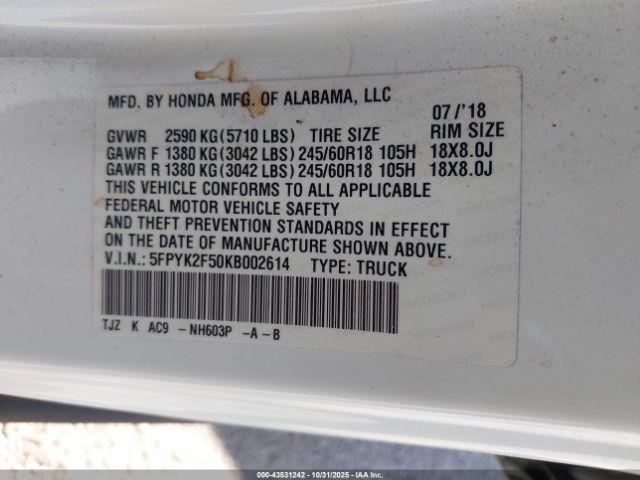 MFD. BY HONDA MFG. OF ALABAMA, LLC
07/'18
GVWR 2590 KG(5710 LBS) TIRE SIZE RIM SIZE
GAWR F 1380 KG(3042 LBS) 245/60R18 105H 18X8.0J
GAWR R 1380 KG(3042 LBS) 245/60R18 105H 18X8.0J
THIS VEHICLE CONFORMS TO ALL APPLICABLE
FEDERAL MOTOR VEHICLE SAFETY
AND THEFT PREVENTION STANDARDS IN EFFECT
ON THE DATE OF MANUFACTURE SHOWN ABOVE.
V.I.N.: 5FPYK2F50KB002614 TYPE: TRUCK
TJZ K AC9 - NH603P -A-B
000-43531242 - 10/31/2025 - IAAI.com